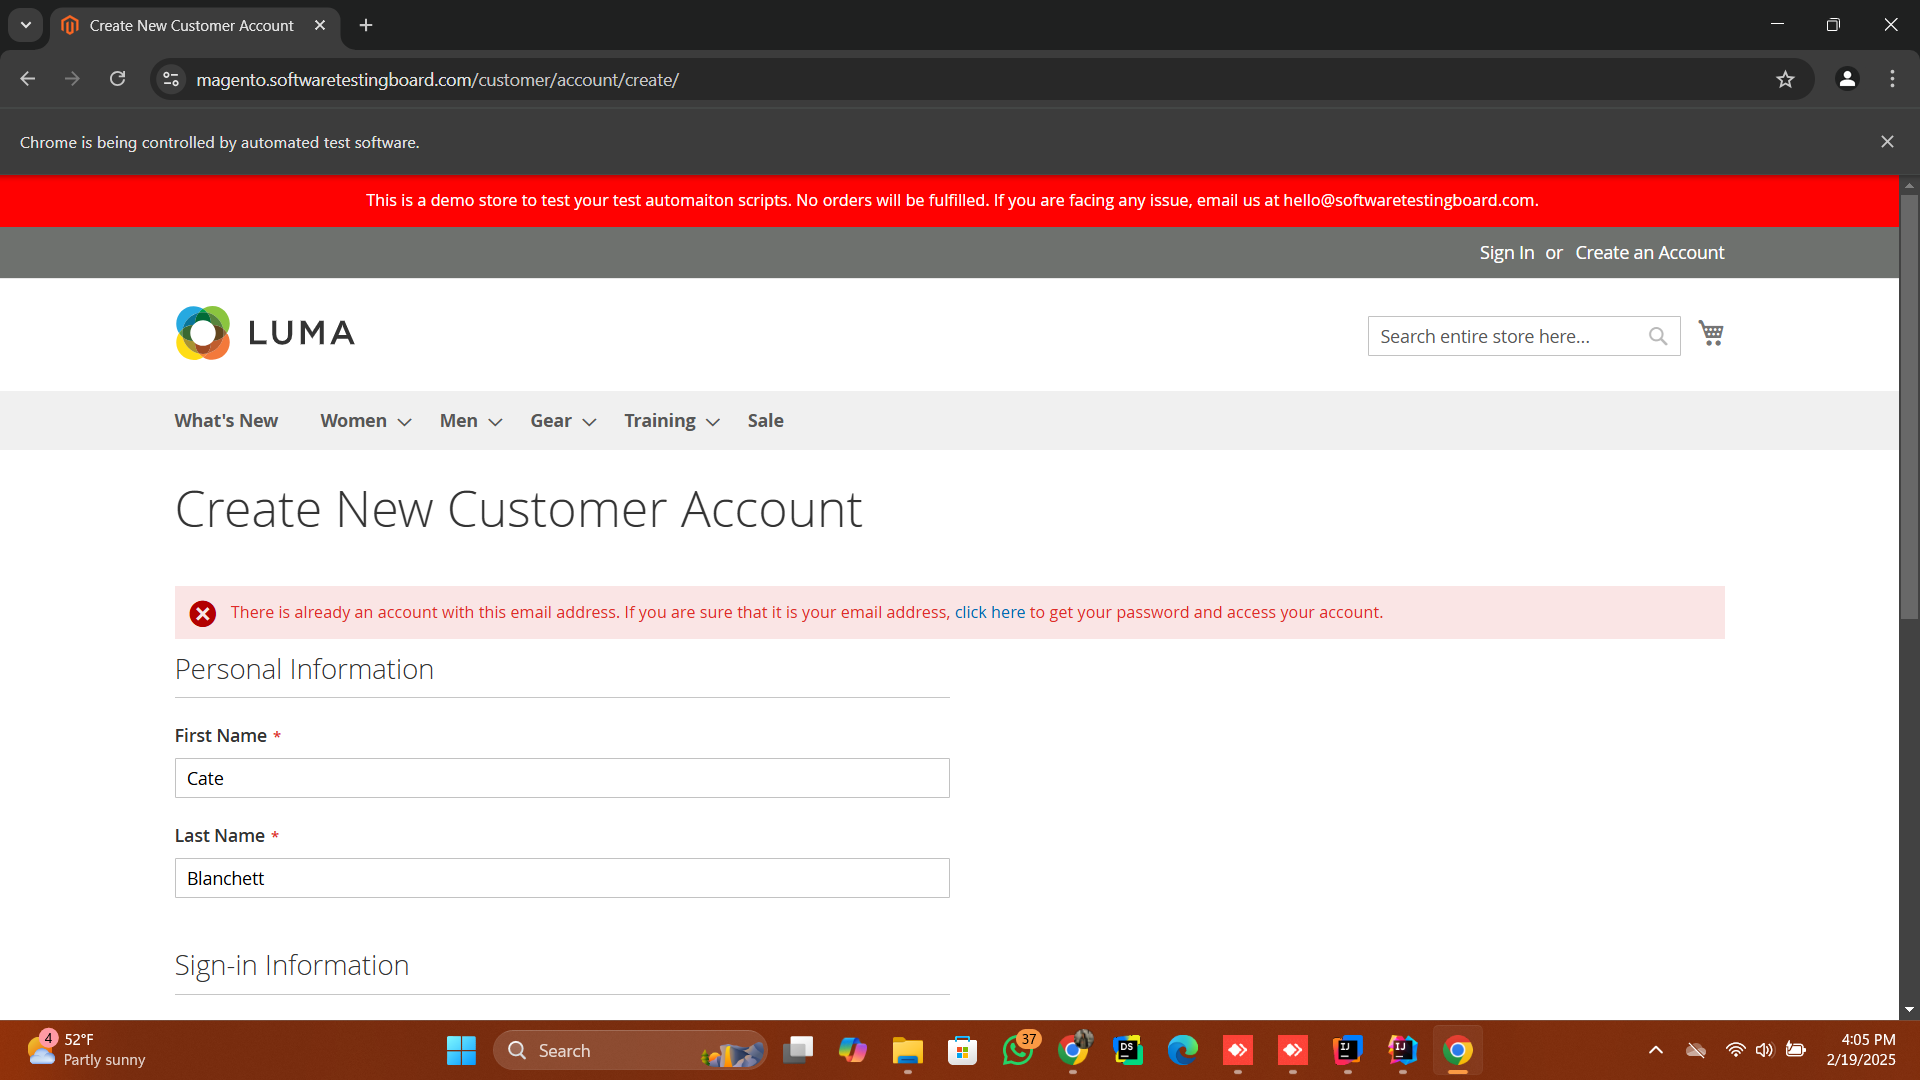 Create New Customer Account
magento.softwaretestingboard.com/customer/account/create/
Chrome is being controlled by automated test software.
This is a demo store to test your test automaiton scripts. No orders will be fulfilled. If you are facing any issue, email us at hello@softwaretestingboard.com.
Sign In or Create an Account
LUMA
Search entire store here...
What's New Women Men Gear Training Sale
Create New Customer Account
There is already an account with this email address. If you are sure that it is your email address, click here to get your password and access your account.
Personal Information
First Name *
Cate
Last Name *
Blanchett
Sign-in Information
4
52°F
Partly sunny
Search
37
DS
IJ
IJ
4:05 PM
2/19/2025